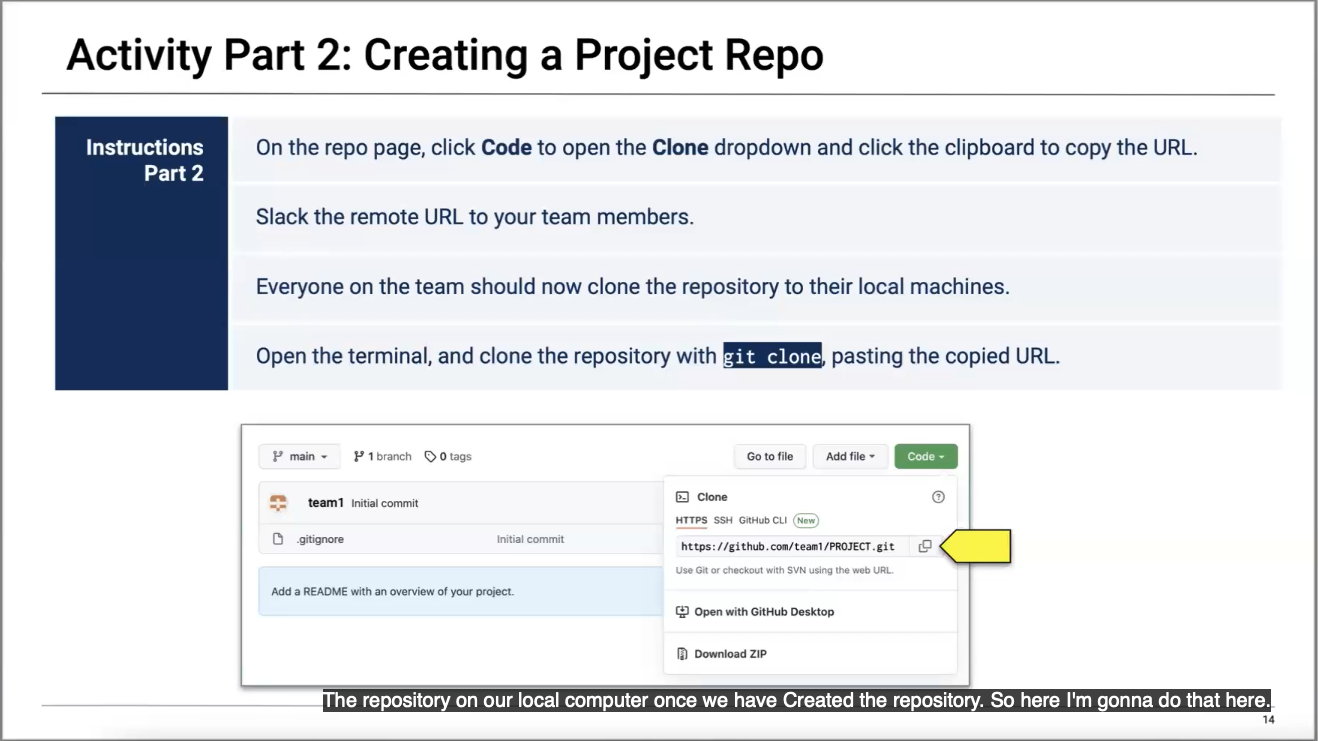 Activity Part 2: Creating a Project Repo
Instructions
Part 2
On the repo page, click Code to open the Clone dropdown and click the clipboard to copy the URL.
Slack the remote URL to your team members.
Everyone on the team should now clone the repository to their local machines.
Open the terminal, and clone the repository with git clone, pasting the copied URL.
main
1 branch
0 tags
Go to file
Add file
Code
team1 Initial commit
.gitignore
Initial commit
Add a README with an overview of your project.
Clone
HTTPS SSH GitHub CLI New
https://github.com/team1/PROJECT.git
Use Git or checkout with SVN using the web URL.
Open with GitHub Desktop
Download ZIP
The repository on our local computer once we have Created the repository. So here I'm gonna do that here.
14